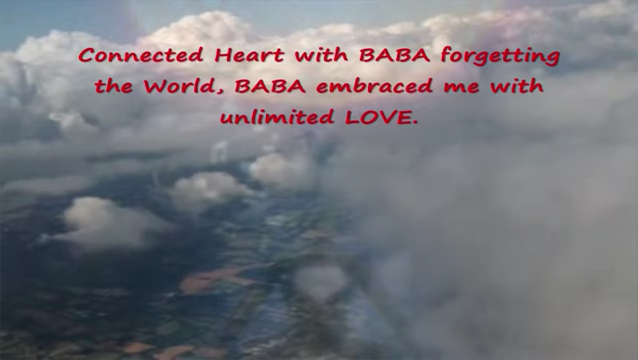 Connected Heart with BABA forgetting
the World, BABA embraced me with
unlimited LOVE.